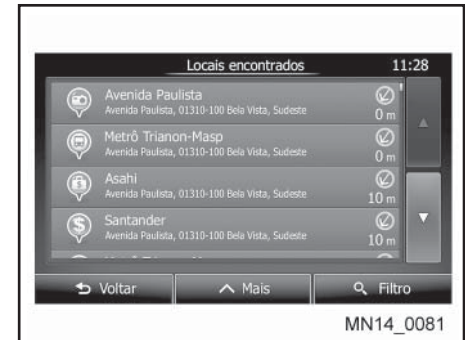 Locais encontrados 11:28
Avenida Paulista
Avenida Paulista, 01310-100 Bela Vista, Sudeste
0 m
Metrô Trianon-Masp
Avenida Paulista, 01310-100 Bela Vista, Sudeste
0 m
Asahi
Avenida Paulista, 01310-100 Bela Vista, Sudeste
10 m
Santander
Avenida Paulista, 01310-100 Bela Vista, Sudeste
10 m
Voltar Mais Filtro
MN14_0081